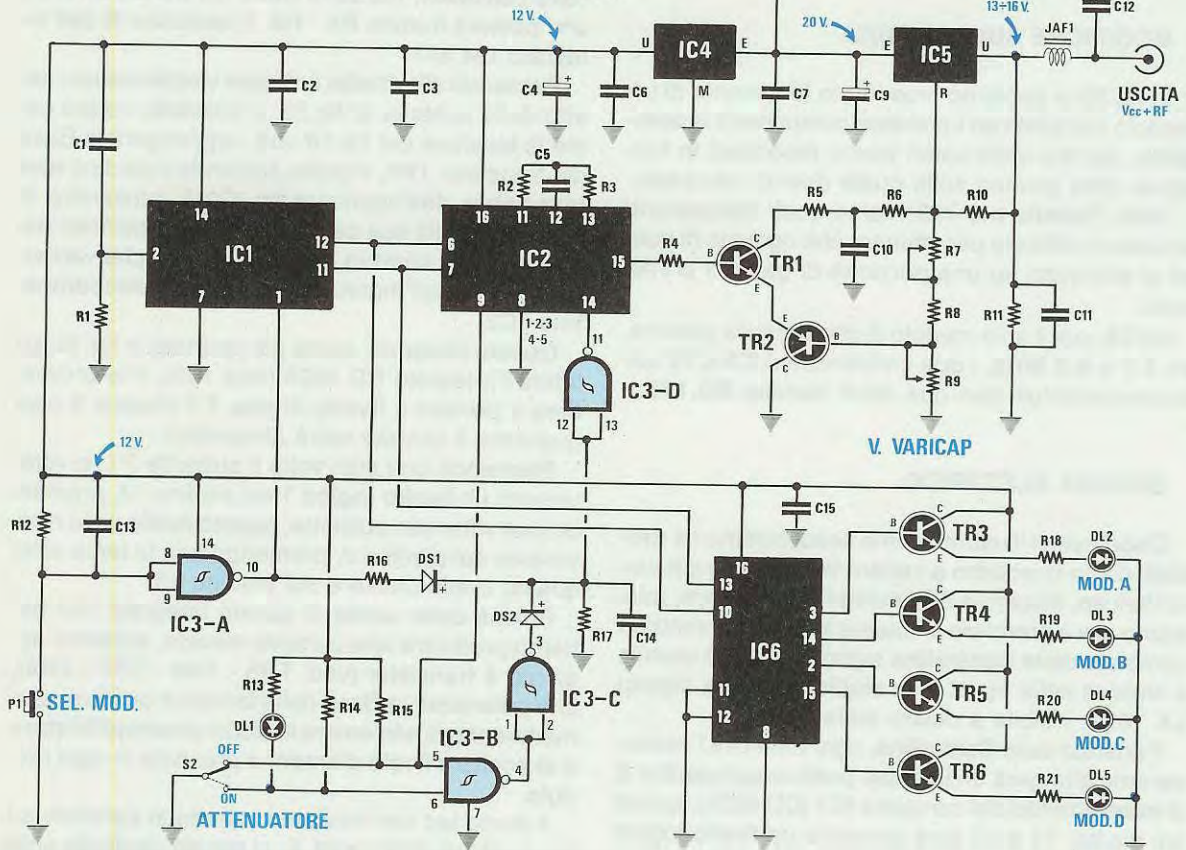 12 V.
20 V.
13÷16 V.
C12
JAF1
U IC4 E
M
E IC5 U
R
USCITA
Vcc+RF
C1
C2
C3
C4
C6
C7
C9
C5
R2
R3
R1
14
2 IC1 12
11
7 1
16 11 12 13
6 IC2 15
7
9 8 14
1-2-3
4-5
R4
B C TR1
E
E
TR2 B
C
R5
R6
R10
C10
R7
R8
R9
R11
C11
V. VARICAP
11
IC3-D
12 13
12 V.
R12
C13
8 14
9 10
IC3-A
R16
DS1
DS2
3
R17
C14
IC3-C
1 2
R13
DL1
R14
R15
IC3-B
5
4
6
7
P1
SEL. MOD.
S2
OFF
ON
ATTENUATORE
C15
16
13
10
3
14
IC6
2
15
11
12
8
B C TR3
E
R18
DL2
MOD. A
B C TR4
E
R19
DL3
MOD. B
B C TR5
E
R20
DL4
MOD. C
B C TR6
E
R21
DL5
MOD. D